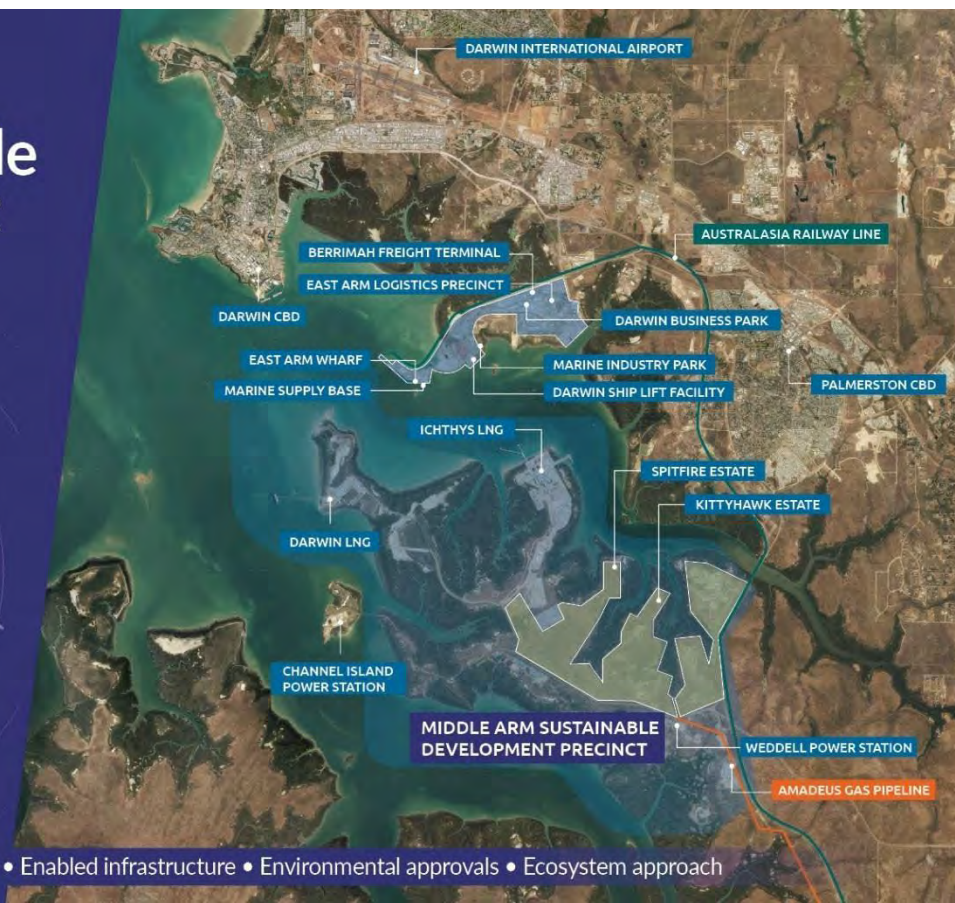 le
DARWIN INTERNATIONAL AIRPORT
AUSTRALASIA RAILWAY LINE
BERRIMAH FREIGHT TERMINAL
EAST ARM LOGISTICS PRECINCT
DARWIN CBD
DARWIN BUSINESS PARK
EAST ARM WHARF
MARINE INDUSTRY PARK
MARINE SUPPLY BASE
DARWIN SHIP LIFT FACILITY
PALMERSTON CBD
ICHTHYS LNG
SPITFIRE ESTATE
KITTYHAWK ESTATE
DARWIN LNG
CHANNEL ISLAND
POWER STATION
MIDDLE ARM SUSTAINABLE
DEVELOPMENT PRECINCT
WEDDELL POWER STATION
AMADEUS GAS PIPELINE
• Enabled infrastructure • Environmental approvals • Ecosystem approach